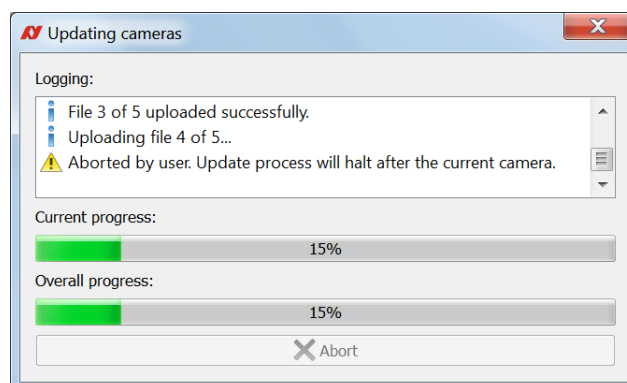 Updating cameras
Logging:
File 3 of 5 uploaded successfully.
Uploading file 4 of 5...
Aborted by user. Update process will halt after the current camera.
Current progress:
15%
Overall progress:
15%
Abort